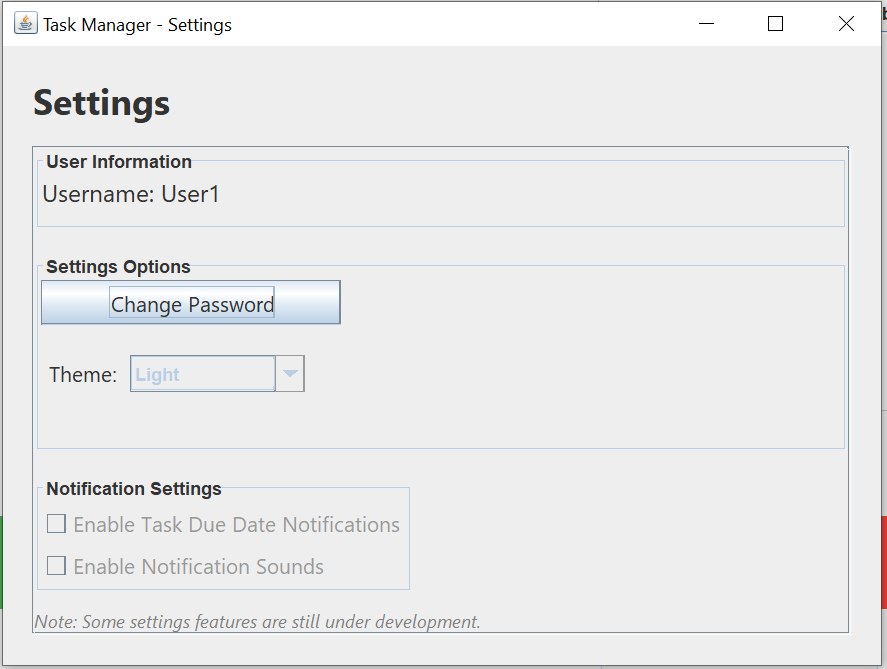 Task Manager - Settings
Settings
User Information
Username: User1
Settings Options
Change Password
Theme: Light
Notification Settings
Enable Task Due Date Notifications
Enable Notification Sounds
Note: Some settings features are still under development.